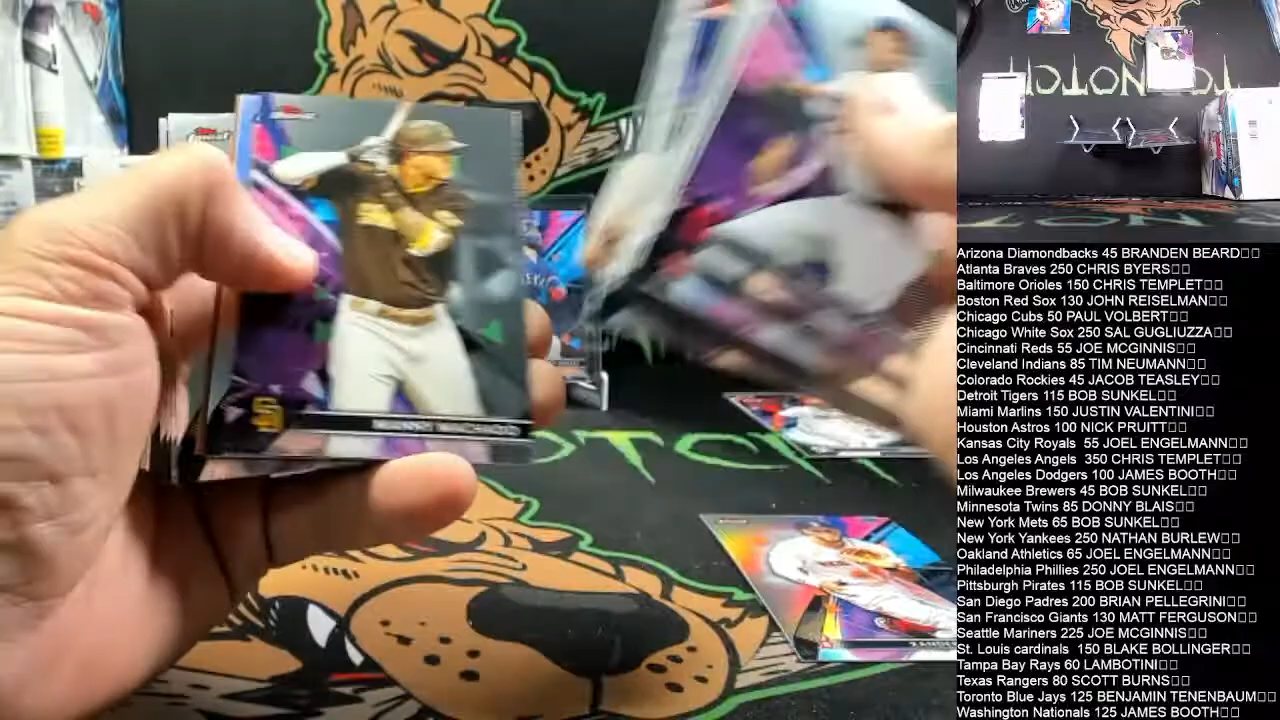 MANNY MACHADO
SD
XANDER
Arizona Diamondbacks 45 BRANDEN BEARD□□
Atlanta Braves 250 CHRIS BYERS□□
Baltimore Orioles 150 CHRIS TEMPLET□□
Boston Red Sox 130 JOHN REISELMAN□□
Chicago Cubs 50 PAUL VOLBERT□□
Chicago White Sox 250 SAL GUGLIUZZA□□
Cincinnati Reds 55 JOE MCGINNIS□□
Cleveland Indians 85 TIM NEUMANN□□
Colorado Rockies 45 JACOB TEASLEY□□
Detroit Tigers 115 BOB SUNKEL□□
Miami Marlins 150 JUSTIN VALENTINI□□
Houston Astros 100 NICK PRUITT□□
Kansas City Royals  55 JOEL ENGELMANN□□
Los Angeles Angels  350 CHRIS TEMPLET□□
Los Angeles Dodgers 100 JAMES BOOTH□□
Milwaukee Brewers 45 BOB SUNKEL□□
Minnesota Twins 85 DONNY BLAIS□□
New York Mets 65 BOB SUNKEL□□
New York Yankees 250 NATHAN BURLEW□□
Oakland Athletics 65 JOEL ENGELMANN□□
Philadelphia Phillies 250 JOEL ENGELMANN□□
Pittsburgh Pirates 115 BOB SUNKEL□□
San Diego Padres 200 BRIAN PELLEGRINI□□
San Francisco Giants 130 MATT FERGUSON□□
Seattle Mariners 225 JOE MCGINNIS□□
St. Louis cardinals  150 BLAKE BOLLINGER□□
Tampa Bay Rays 60 LAMBOTINI□□
Texas Rangers 80 SCOTT BURNS□□
Toronto Blue Jays 125 BENJAMIN TENENBAUM□□
Washington Nationals 125 JAMES BOOTH□□